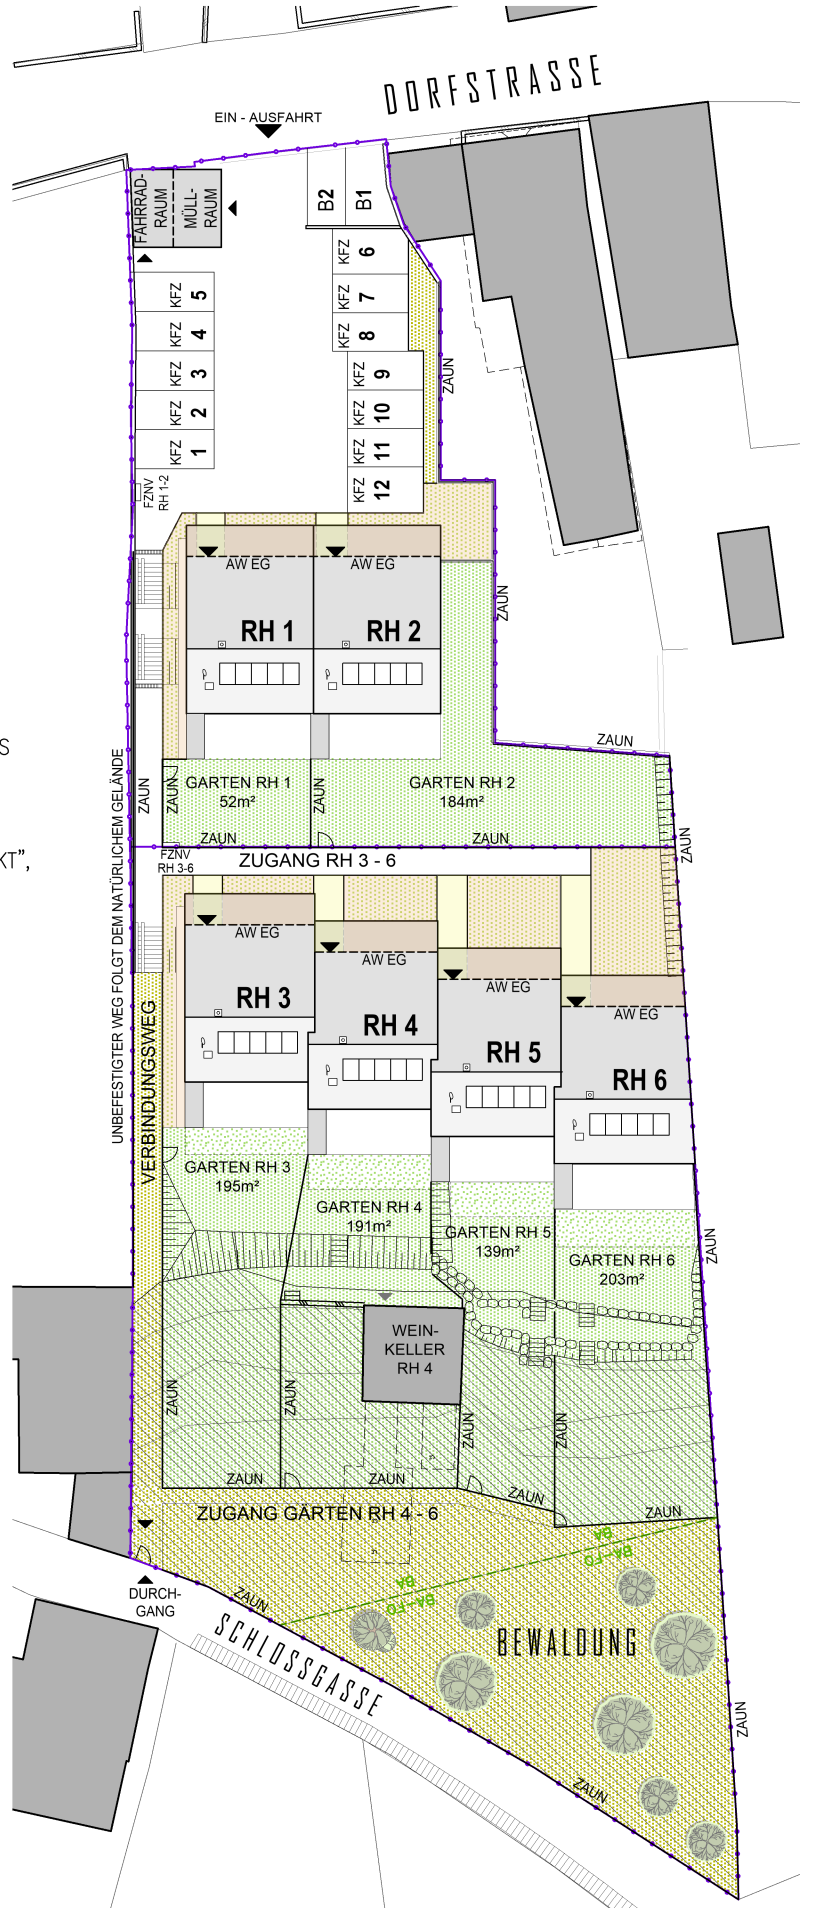 DORFSTRASSE
EIN - AUSFAHRT
FAHRRAD-
RAUM
MÜLL-
RAUM
B2
B1
KFZ 6
KFZ 5
KFZ 7
KFZ 4
KFZ 8
KFZ 3
KFZ 9
ZAUN
KFZ 2
KFZ 10
KFZ 1
KFZ 11
KFZ 12
FZNV
RH 1-2
AW EG
AW EG
ZAUN
RH 1
RH 2
P
P
S
ZAUN
UNBEFESTIGTER WEG FOLGT DEM NATÜRLICHEM GELÄNDE
ZAUN
ZAUN
GARTEN RH 1
52m²
ZAUN
GARTEN RH 2
184m²
ZAUN
ZAUN
ZAUN
KT",
FZNV
RH 3-6
ZUGANG RH 3 - 6
AW EG
AW EG
AW EG
AW EG
RH 3
RH 4
RH 5
RH 6
P
P
P
P
VERBINDUNGSWEG
GARTEN RH 3
195m²
GARTEN RH 4
191m²
GARTEN RH 5
139m²
GARTEN RH 6
203m²
ZAUN
WEIN-
KELLER
RH 4
ZAUN
ZAUN
ZAUN
ZAUN
ZAUN
ZAUN
ZAUN
ZAUN
ZUGANG GÄRTEN RH 4 - 6
BA
BA-FO
BA
BA-FO
DURCH-
GANG
ZAUN
SCHLOSSGASSE
BEWALDUNG
ZAUN
ZAUN